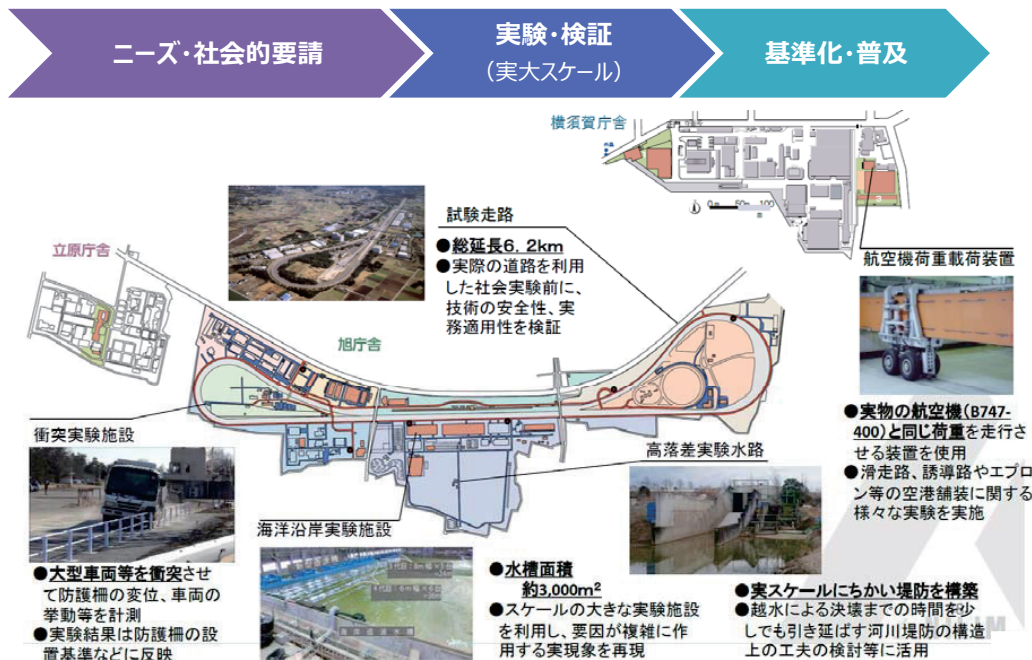 ニーズ・社会的要請
実験・検証
（実大スケール）
基準化・普及
横須賀庁舎
立原庁舎
旭庁舎
試験走路
●総延長6．2km
●実際の道路を利用
した社会実験前に、
技術の安全性、実
務適用性を検証
航空機荷重載荷装置
●実物の航空機（B747-
400）と同じ荷重を走行さ
せる装置を使用
●滑走路、誘導路やエプロ
ン等の空港舗装に関する
様々な実験を実施
衝突実験施設
●大型車両等を衝突させ
て防護柵の変位、車両の
挙動等を計測
●実験結果は防護柵の設
置基準などに反映
海洋沿岸実験施設
●水槽面積
約3,000m²
●スケールの大きな実験施設
を利用し、要因が複雑に作
用する実現象を再現
高落差実験水路
●実スケールにちかい堤防を構築
●越水による決壊までの時間を少
しでも引き延ばす河川堤防の構造
上の工夫の検討等に活用